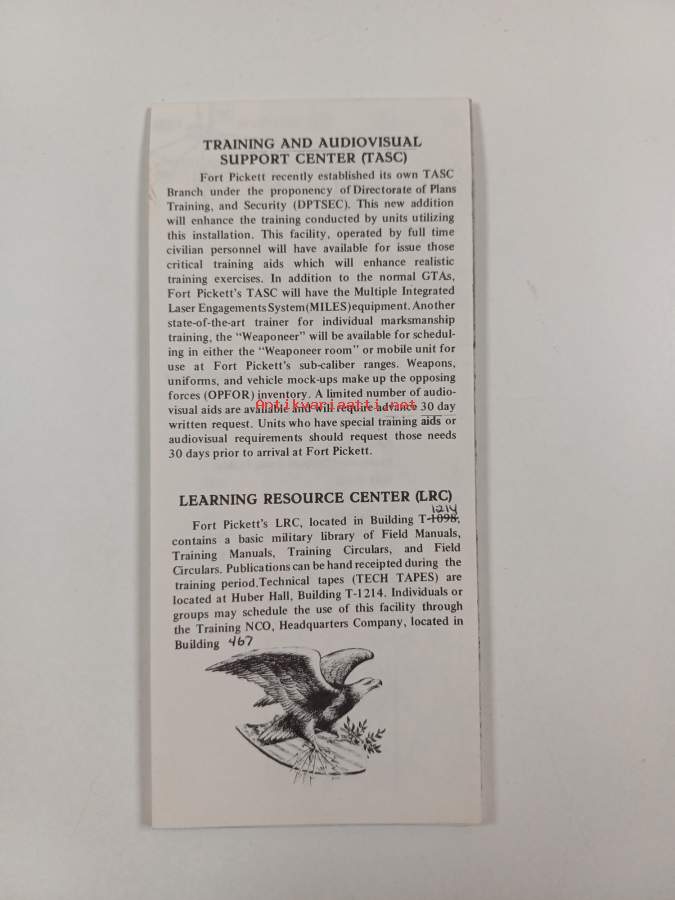 TRAINING AND AUDIOVISUAL
SUPPORT CENTER (TASC)
Fort Pickett recently established its own TASC
Branch under the proponency of Directorate of Plans
Training, and Security (DPTSEC). This new addition
will enhance the training conducted by units utilizing
this installation. This facility, operated by full time
civilian personnel will have available for issue those
critical training aids which will enhance realistic
training exercises. In addition to the normal GTAs,
Fort Pickett's TASC will have the Multiple Integrated
Laser Engagements System (MILES) equipment. Another
state-of-the-art trainer for individual marksmanship
training, the "Weaponeer" will be available for schedul-
ing in either the "Weaponeer room" or mobile unit for
use at Fort Pickett's sub-caliber ranges. Weapons,
uniforms, and vehicle mock-ups make up the opposing
forces (OPFOR) inventory. A limited number of audio-
Antikvariaatti.net
visual aids are available and will require advance 30 day
written request. Units who have special training aids or
audiovisual requirements should request those needs
30 days prior to arrival at Fort Pickett.
LEARNING RESOURCE CENTER (LRC)
1214
Fort Pickett's LRC, located in Building T-1098,
contains a basic military library of Field Manuals,
Training Manuals, Training Circulars, and Field
Circulars. Publications can be hand receipted during the
training period. Technical tapes (TECH TAPES) are
located at Huber Hall, Building T-1214. Individuals or
groups may schedule the use of this facility through
the Training NCO, Headquarters Company, located in
Building 467